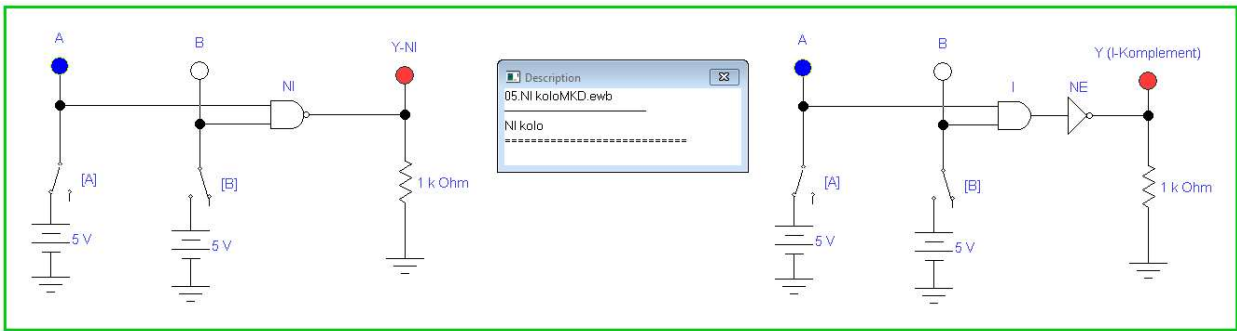 A
B
Y-NI
NI
[A]
[B]
1 k Ohm
5 V
5 V
Description
05.NI koloMKD.ewb
NI kolo
===========================
A
B
Y (I-Komplement)
I
NE
[A]
[B]
1 k Ohm
5 V
5 V